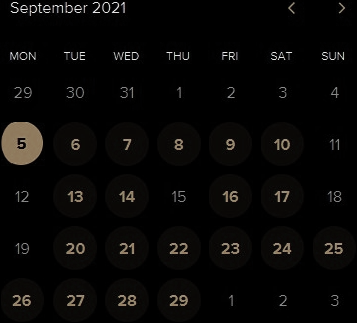 September 2021
MON TUE WED THU FRI SAT SUN
29 30 31 1 2 3 4
5 6 7 8 9 10 11
12 13 14 15 16 17 18
19 20 21 22 23 24 25
26 27 28 29 1 2 3